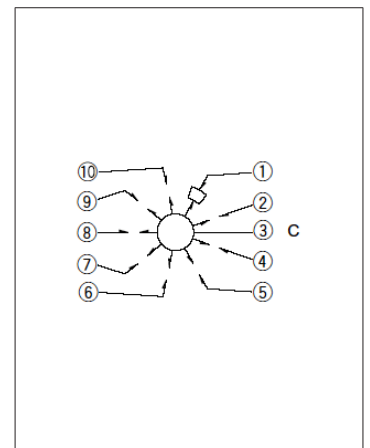 ⑩ ①
⑨ ②
⑧ ③ C
⑦ ④
⑥ ⑤